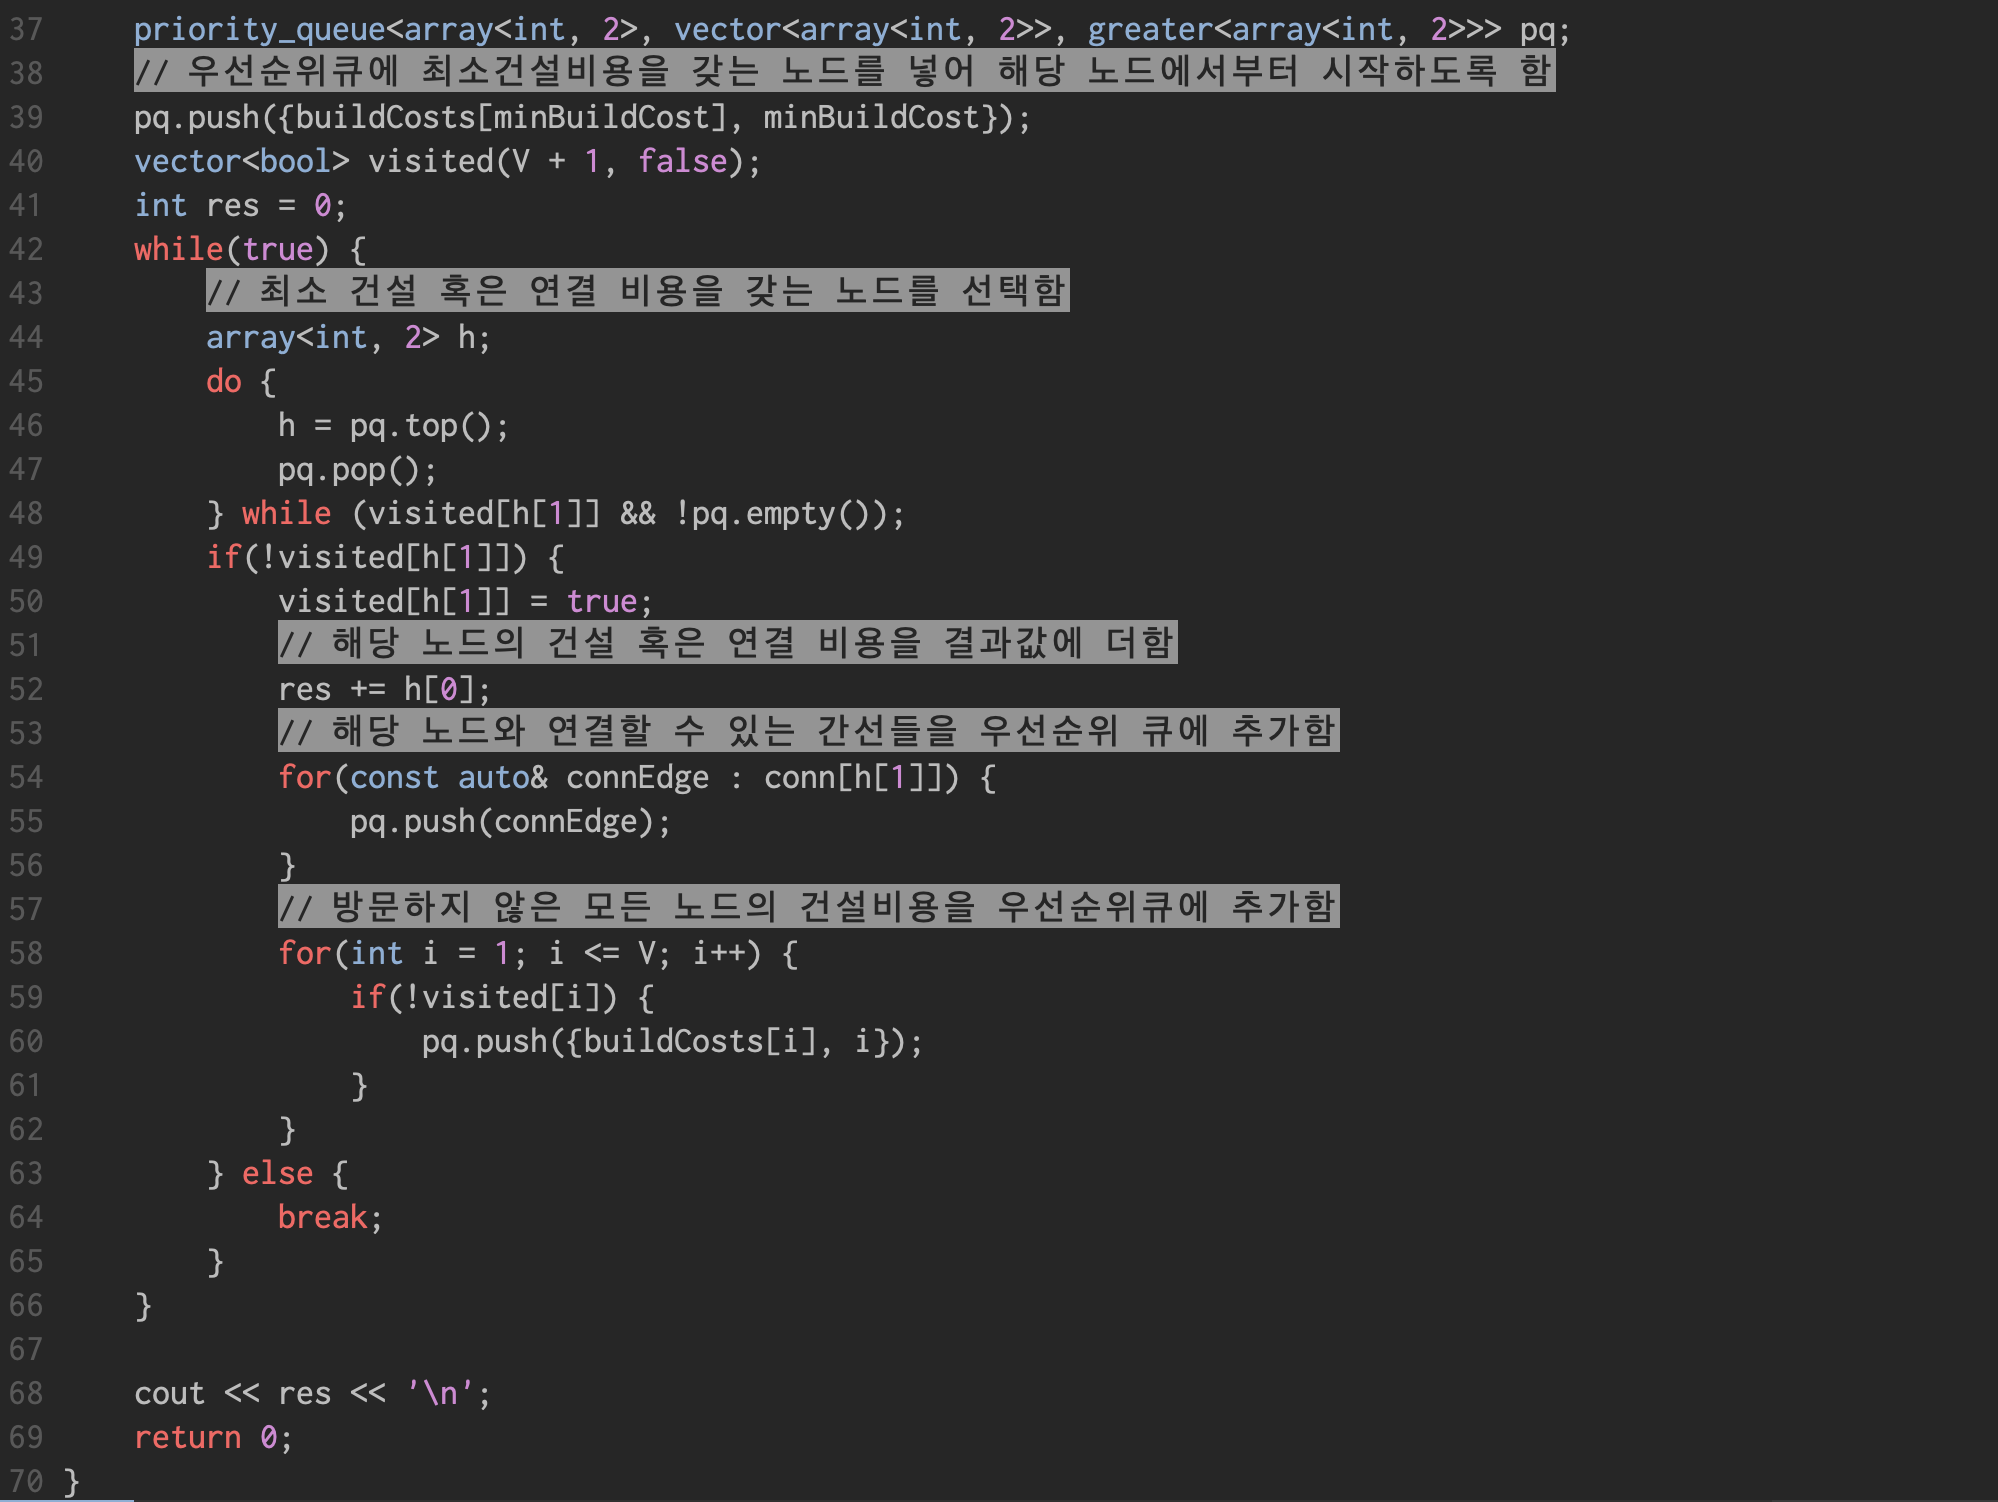 37 priority_queue<array<int, 2>, vector<array<int, 2>>, greater<array<int, 2>>> pq;
38 // 우선순위큐에 최소건설비용을 갖는 노드를 넣어 해당 노드에서부터 시작하도록 함
39 pq.push({buildCosts[minBuildCost], minBuildCost});
40 vector<bool> visited(V + 1, false);
41 int res = 0;
42 while(true) {
43 // 최소 건설 혹은 연결 비용을 갖는 노드를 선택함
44 array<int, 2> h;
45 do {
46 h = pq.top();
47 pq.pop();
48 } while (visited[h[1]] && !pq.empty());
49 if(!visited[h[1]]) {
50 visited[h[1]] = true;
51 // 해당 노드의 건설 혹은 연결 비용을 결과값에 더함
52 res += h[0];
53 // 해당 노드와 연결할 수 있는 간선들을 우선순위 큐에 추가함
54 for(const auto& connEdge : conn[h[1]]) {
55 pq.push(connEdge);
56 }
57 // 방문하지 않은 모든 노드의 건설비용을 우선순위큐에 추가함
58 for(int i = 1; i <= V; i++) {
59 if(!visited[i]) {
60 pq.push({buildCosts[i], i});
61 }
62 }
63 } else {
64 break;
65 }
66 }
67
68 cout << res << '\n';
69 return 0;
70 }